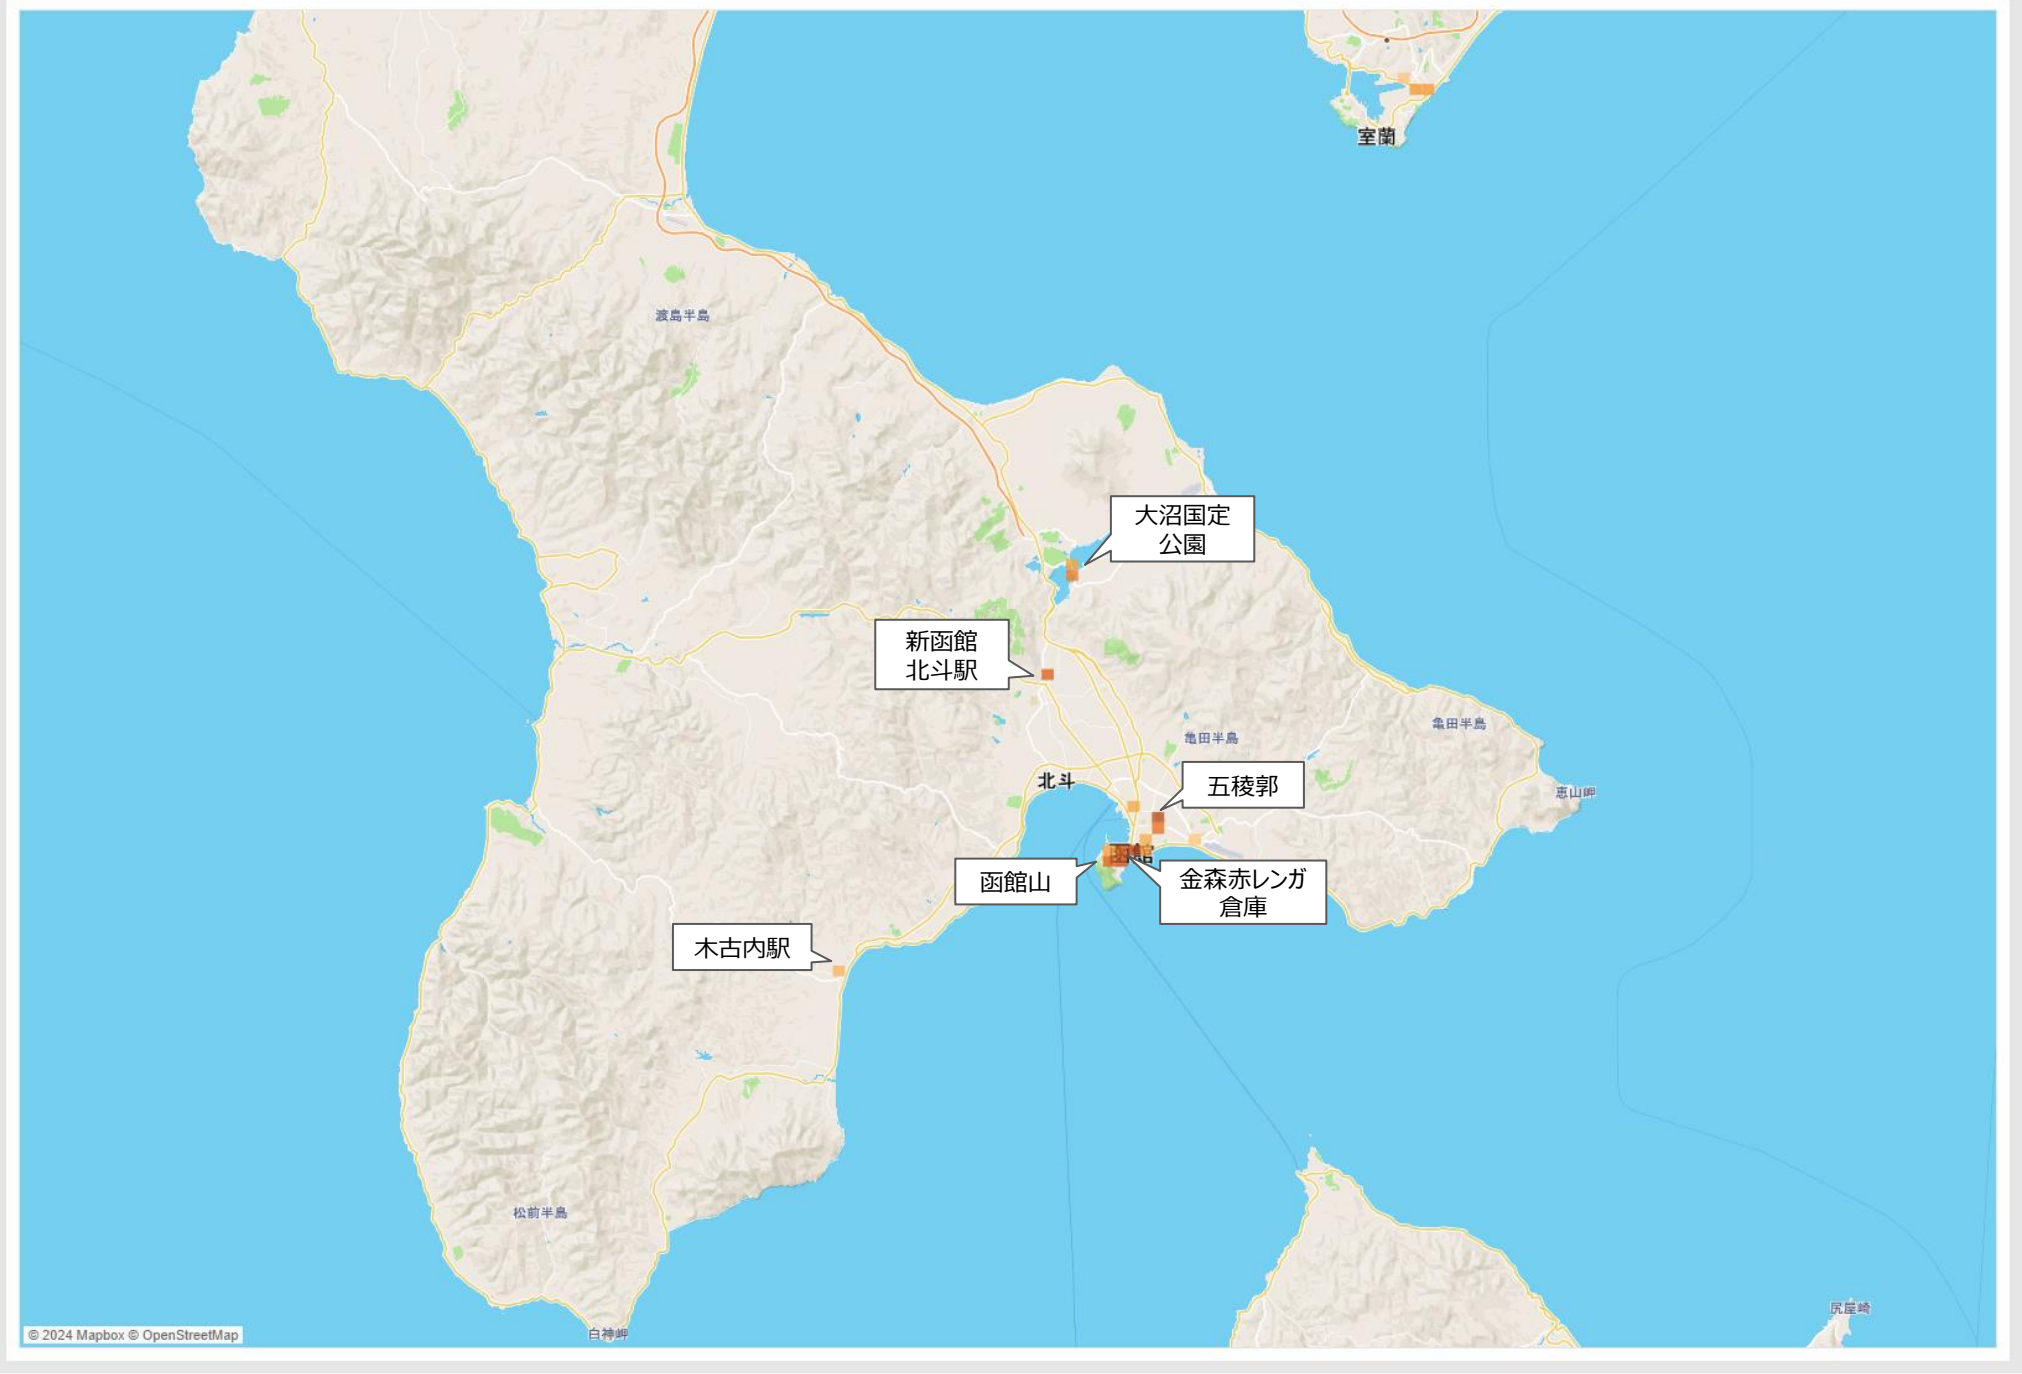 室蘭
渡島半島
大沼国定
公園
新函館
北斗駅
亀田半島
亀田半島
北斗
五稜郭
恵山岬
函館
函館山
金森赤レンガ
倉庫
木古内駅
松前半島
尻屋崎
白神岬
© 2024 Mapbox © OpenStreetMap